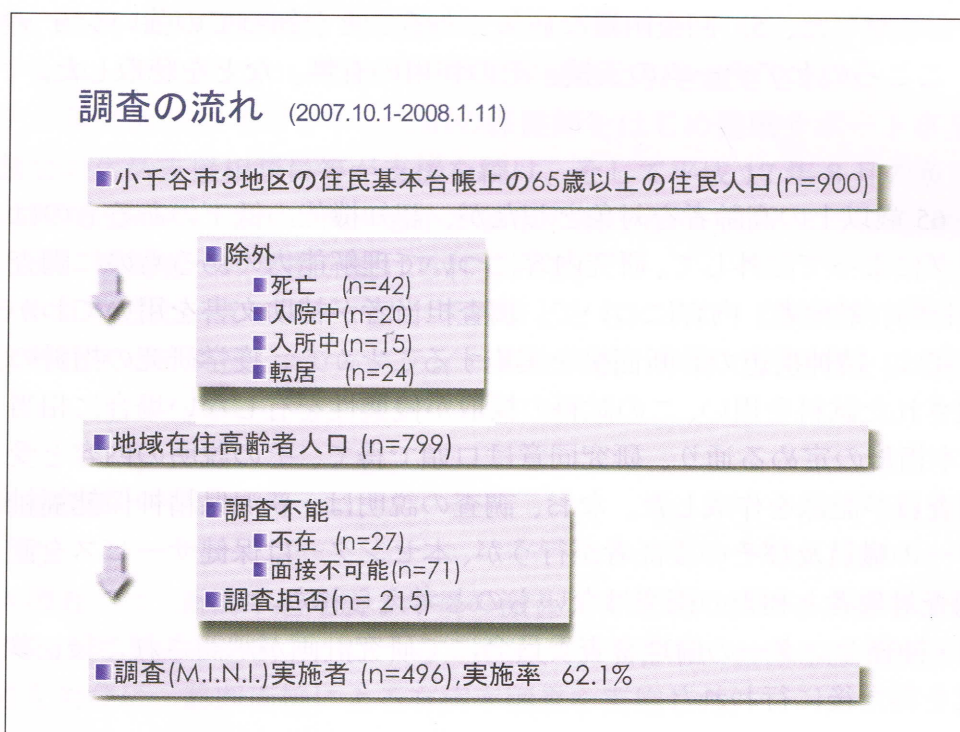 調査の流れ (2007.10.1-2008.1.11)
■小千谷市3地区の住民基本台帳上の65歳以上の住民人口(n=900)
■除外
■死亡 (n=42)
■入院中(n=20)
■入所中(n=15)
■転居 (n=24)
■地域在住高齢者人口 (n=799)
■調査不能
■不在 (n=27)
■面接不可能(n=71)
■調査拒否(n= 215)
■調査(M.I.N.I.)実施者 (n=496),実施率 62.1%